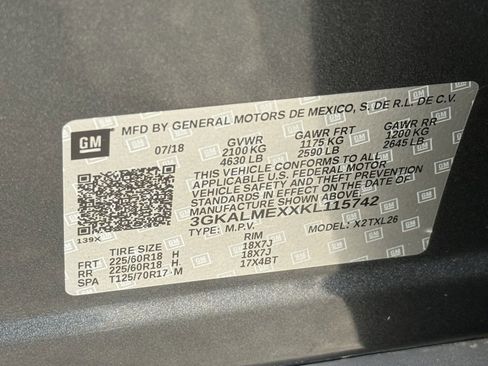 GM
MFD BY GENERAL MOTORS DE MEXICO, S. DE R.L. DE C.V.
07/18 GVWR GAWR FRT GAWR RR
2100 KG 1175 KG 1200 KG
4630 LB 2590 LB 2645 LB
THIS VEHICLE CONFORMS TO ALL
APPLICABLE U.S. FEDERAL MOTOR
VEHICLE SAFETY AND THEFT PREVENTION
STANDARDS IN EFFECT ON THE DATE OF
MANUFACTURE SHOWN ABOVE.
3GKALMEXXKL115742
TYPE: M.P.V. MODEL: X2TXL26
139X
TIRE SIZE RIM
FRT 225/60R18 H 18X7J
RR 225/60R18 H 18X7J
SPA T125/70R17 M 17X4BT